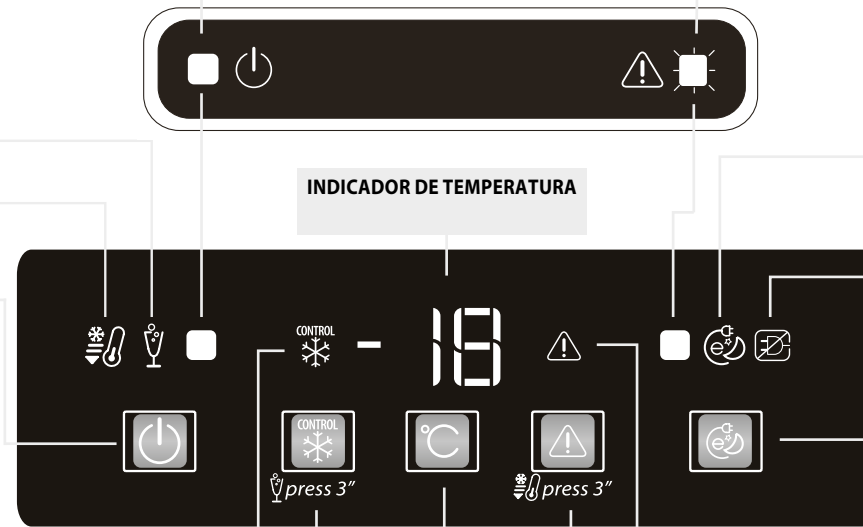 INDICADOR DE TEMPERATURA
CONTROL
- 18
CONTROL
°C
press 3” press 3”